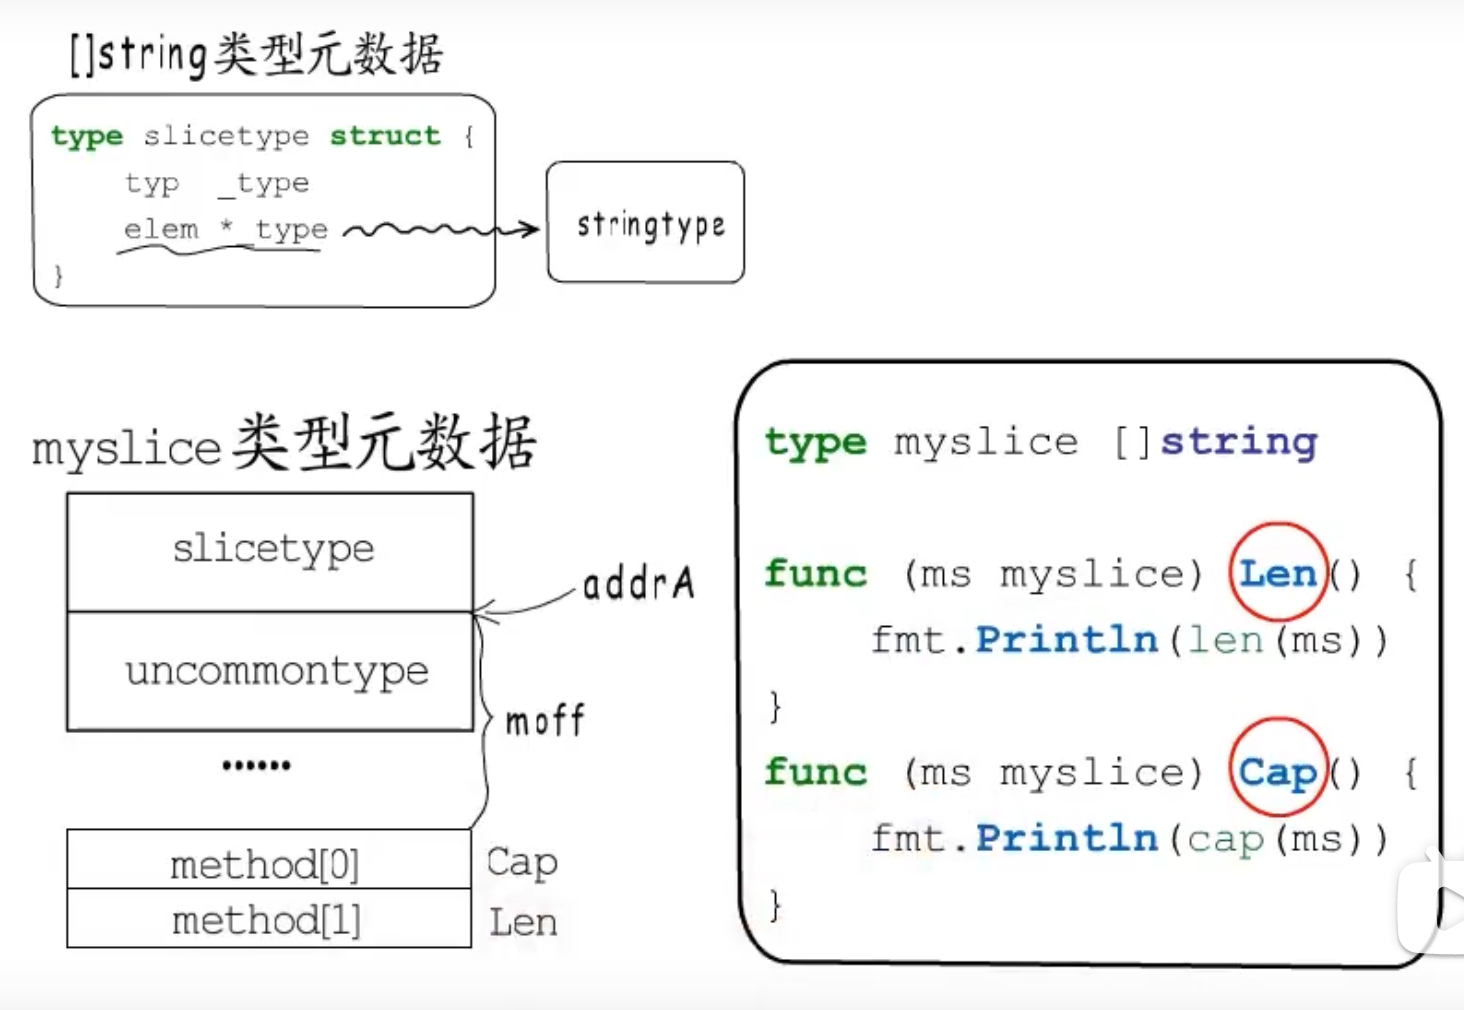 []string类型元数据
type slicetype struct {
typ _type
elem *_type
}
stringtype
myslice类型元数据
slicetype
addrA
uncommontype
moff
......
method[0] Cap
method[1] Len
type myslice []string
func (ms myslice) Len() {
fmt.Println(len(ms))
}
func (ms myslice) Cap() {
fmt.Println(cap(ms))
}